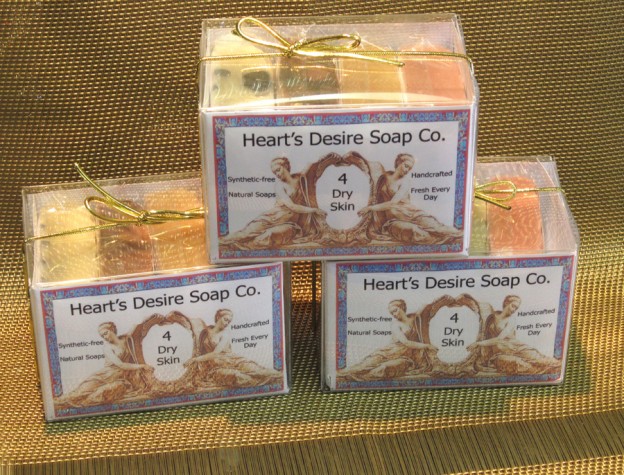 Heart's Desire Soap Co.
Synthetic-free
Natural Soaps
4
Dry
Skin
Handcrafted
Fresh Every
Day
Heart's Desire Soap Co.
Synthetic-free
Natural Soaps
4
Dry
Skin
Handcrafted
Fresh Every
Day
Heart's Desire Soap Co.
Synthetic-free
Natural Soaps
4
Dry
Skin
Handcrafted
Fresh Every
Day